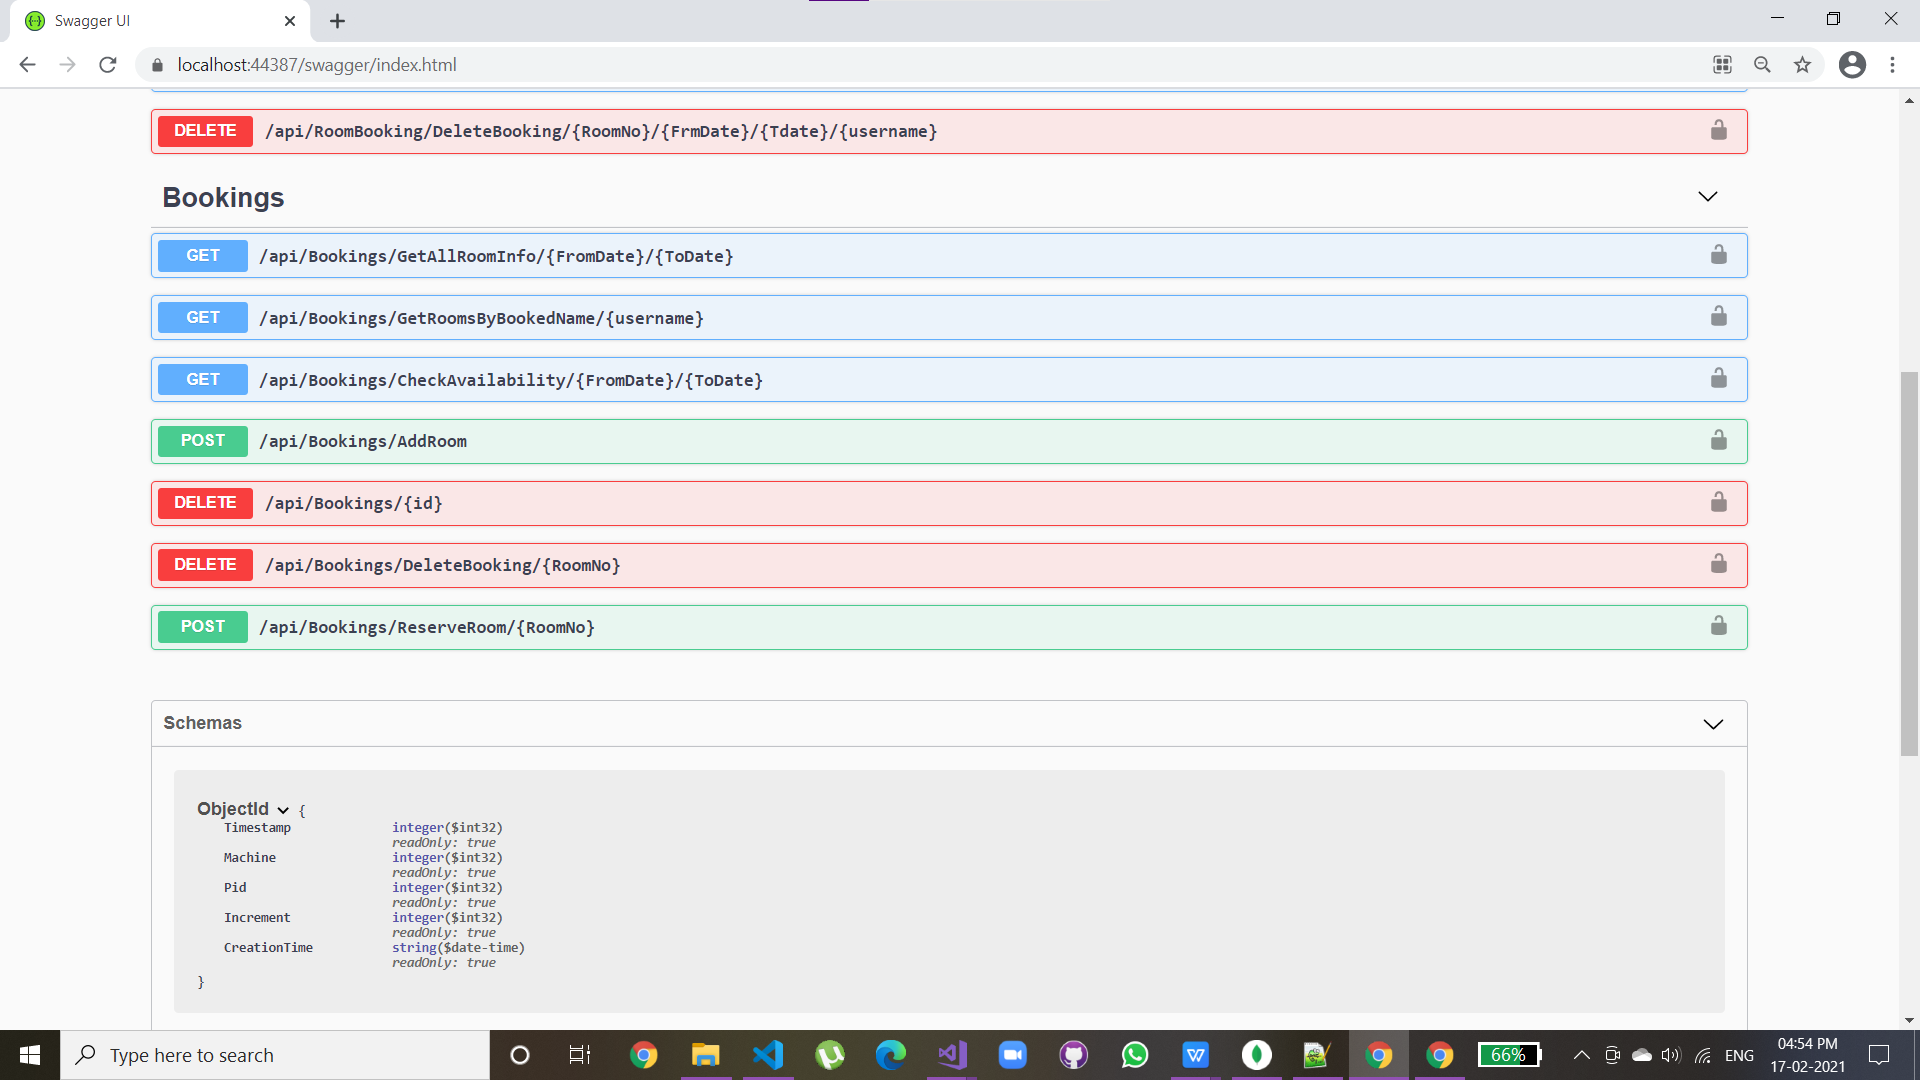 Swagger UI
localhost:44387/swagger/index.html
DELETE /api/RoomBooking/DeleteBooking/{RoomNo}/{FrmDate}/{Tdate}/{username}
Bookings
GET /api/Bookings/GetAllRoomInfo/{FromDate}/{ToDate}
GET /api/Bookings/GetRoomsByBookedName/{username}
GET /api/Bookings/CheckAvailability/{FromDate}/{ToDate}
POST /api/Bookings/AddRoom
DELETE /api/Bookings/{id}
DELETE /api/Bookings/DeleteBooking/{RoomNo}
POST /api/Bookings/ReserveRoom/{RoomNo}
Schemas
ObjectId {
Timestamp integer($int32)
readOnly: true
Machine integer($int32)
readOnly: true
Pid integer($int32)
readOnly: true
Increment integer($int32)
readOnly: true
CreationTime string($date-time)
readOnly: true
}
Type here to search
66%
ENG
04:54 PM
17-02-2021